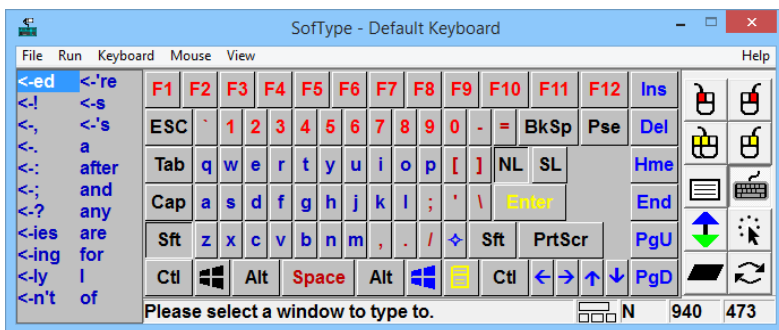 SofType - Default Keyboard
File Run Keyboard Mouse View Help
<-ed <-'re
<-! <-s
<-, <-'s
<-. a
<-: after
<-; and
<-? any
<-ies are
<-ing for
<-ly I
<-n't of
F1 F2 F3 F4 F5 F6 F7 F8 F9 F10 F11 F12 Ins
ESC ` 1 2 3 4 5 6 7 8 9 0 - = BkSp Pse Del
Tab q w e r t y u i o p [ ] NL SL Hme
Cap a s d f g h j k l ; ' \ Enter End
Sft z x c v b n m , . / Sft PrtScr PgU
Ctl Alt Space Alt Ctl PgD
Please select a window to type to. N 940 473